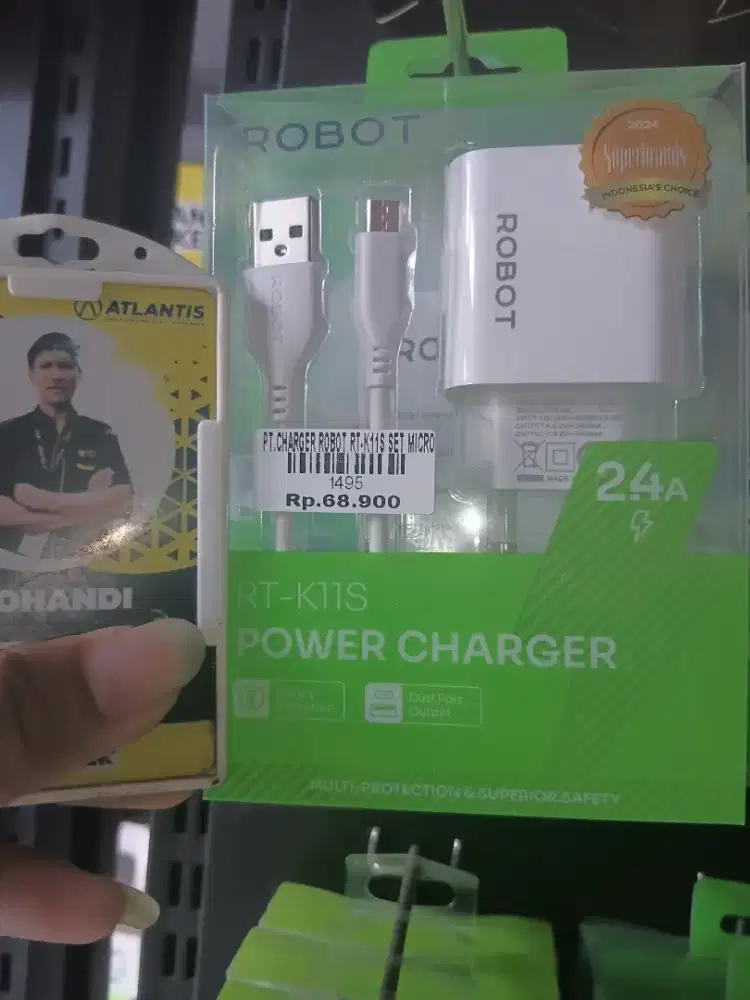 ROBOT
2024
Superbrands
INDONESIA'S CHOICE
ROBOT
ROBOT
RO
ATLANTIS
OHANDI
PT.CHARGER ROBOT RT-K11S SET MICRO
1495
Rp.68.900
2.4A
RT-K11S
POWER CHARGER
Dual Port
Output
MULTI-PROTECTION & SUPERIOR SAFETY